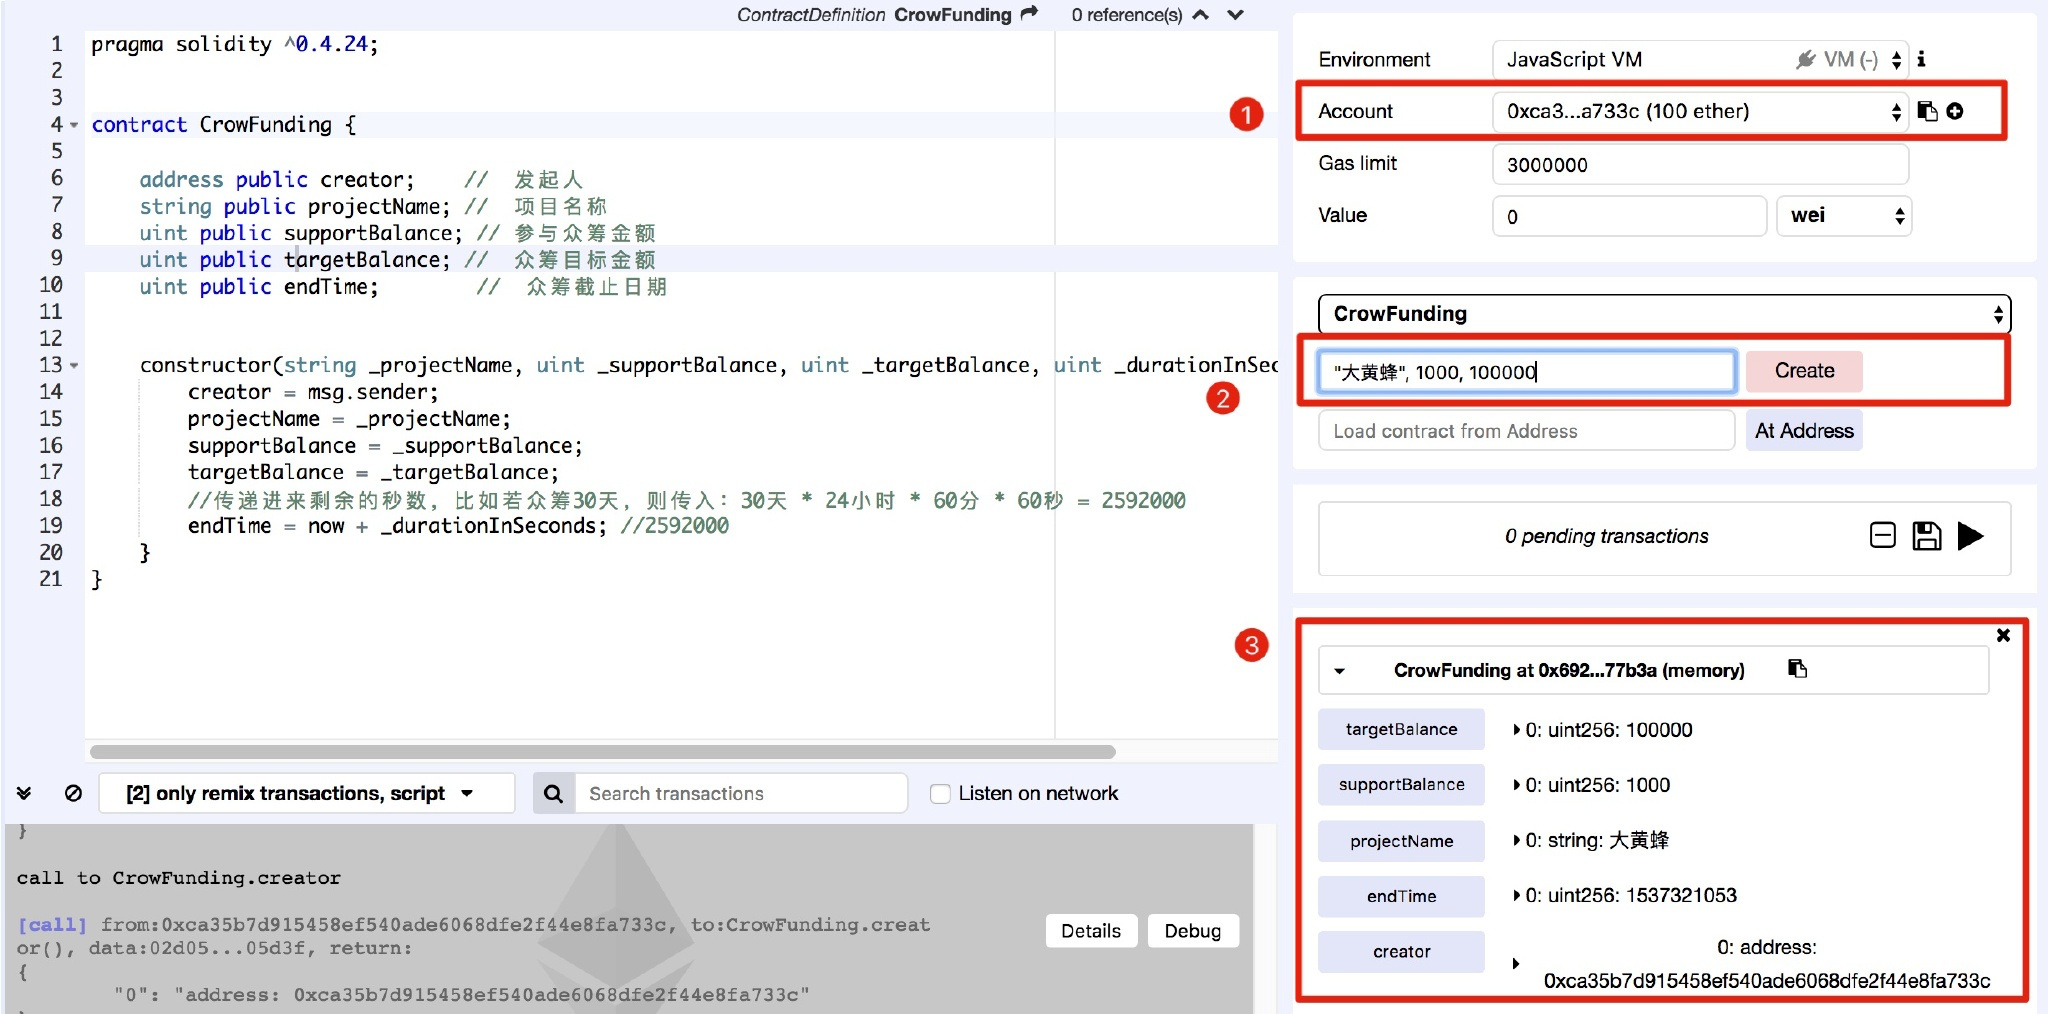 ContractDefinition CrowFunding 0 reference(s)
1 pragma solidity ^0.4.24;
2
3
4 contract CrowFunding {
5
6 address public creator; // 发起人
7 string public projectName; // 项目名称
8 uint public supportBalance; // 参与众筹金额
9 uint public targetBalance; // 众筹目标金额
10 uint public endTime; // 众筹截止日期
11
12
13 constructor(string _projectName, uint _supportBalance, uint _targetBalance, uint _durationInSec
14 creator = msg.sender;
15 projectName = _projectName;
16 supportBalance = _supportBalance;
17 targetBalance = _targetBalance;
18 //传递进来剩余的秒数，比如若众筹30天，则传入：30天 * 24小时 * 60分 * 60秒 = 2592000
19 endTime = now + _durationInSeconds; //2592000
20 }
21 }
1
2
3
[2] only remix transactions, script
Search transactions
Listen on network
}
call to CrowFunding.creator
[call] from:0xca35b7d915458ef540ade6068dfe2f44e8fa733c, to:CrowFunding.creat
or(), data:02d05...05d3f, return:
{
"0": "address: 0xca35b7d915458ef540ade6068dfe2f44e8fa733c"
Details Debug
Environment JavaScript VM VM (-)
Account 0xca3...a733c (100 ether)
Gas limit 3000000
Value 0 wei
CrowFunding
"大黄蜂", 1000, 100000 Create
Load contract from Address At Address
0 pending transactions
CrowFunding at 0x692...77b3a (memory)
targetBalance 0: uint256: 100000
supportBalance 0: uint256: 1000
projectName 0: string: 大黄蜂
endTime 0: uint256: 1537321053
creator 0: address:
0xca35b7d915458ef540ade6068dfe2f44e8fa733c